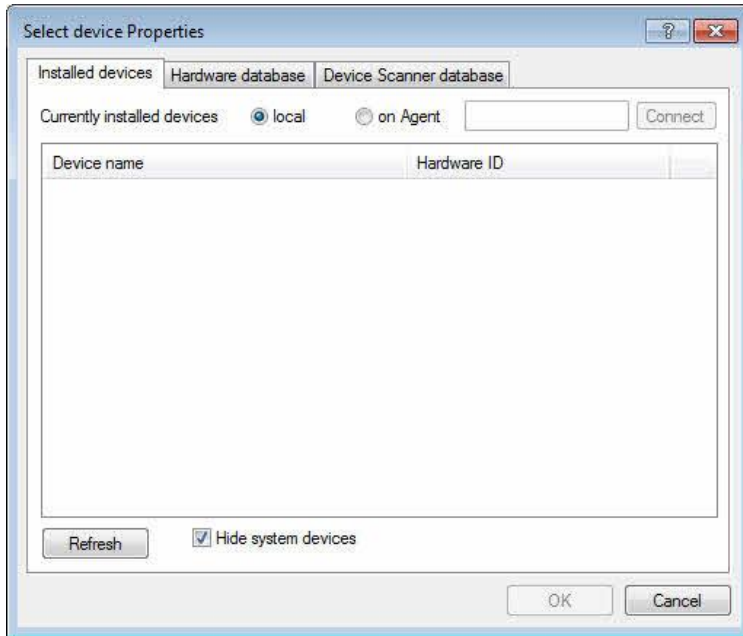 Select device Properties
Installed devices Hardware database Device Scanner database
Currently installed devices local on Agent Connect
Device name Hardware ID
Refresh Hide system devices
OK Cancel